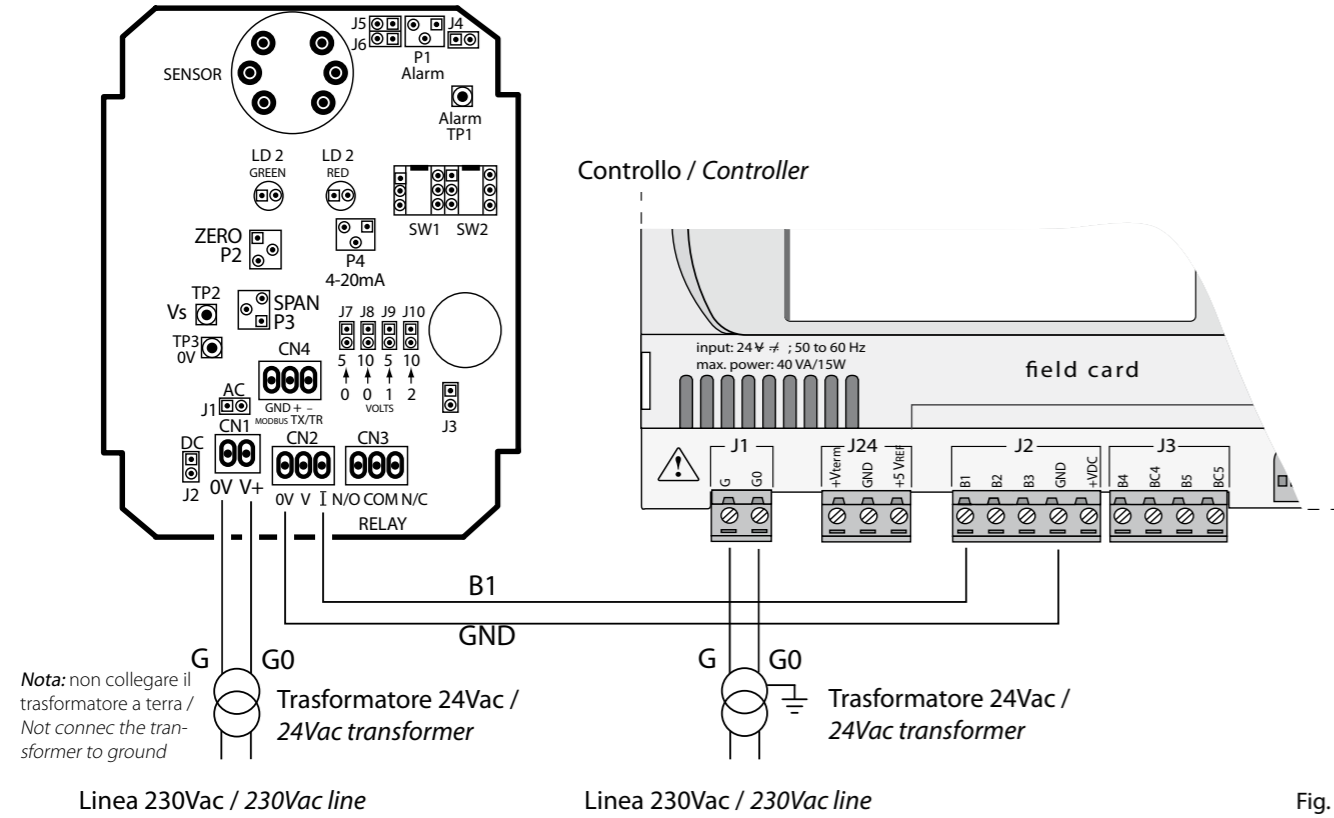 J5 J4
J6
P1
Alarm
SENSOR
Alarm
TP1
LD 2
GREEN
LD 2
RED
SW1 SW2
ZERO
P2
P4
4-20mA
TP2
Vs
SPAN
P3
TP3
0V
J7 J8 J9 J10
5 10 5 10
0 0 1 2
VOLTS
CN4
GND + –
MODBUS TX/TR
AC
J1
CN1
DC
J2
CN2
CN3
J3
0V V+
0V V I N/O COM N/C
RELAY
Controllo / Controller
input: 24 V ; 50 to 60 Hz
max. power: 40 VA/15W
field card
J1
G
G0
J24
+Vterm
GND
+5 VREF
J2
B1
B2
B3
GND
+VDC
J3
B4
BC4
B5
BC5
B1
GND
G G0
Nota: non collegare il
trasformatore a terra /
Not connec the tran-
sformer to ground
Trasformatore 24Vac /
24Vac transformer
G G0
Trasformatore 24Vac /
24Vac transformer
Linea 230Vac / 230Vac line
Linea 230Vac / 230Vac line
Fig.